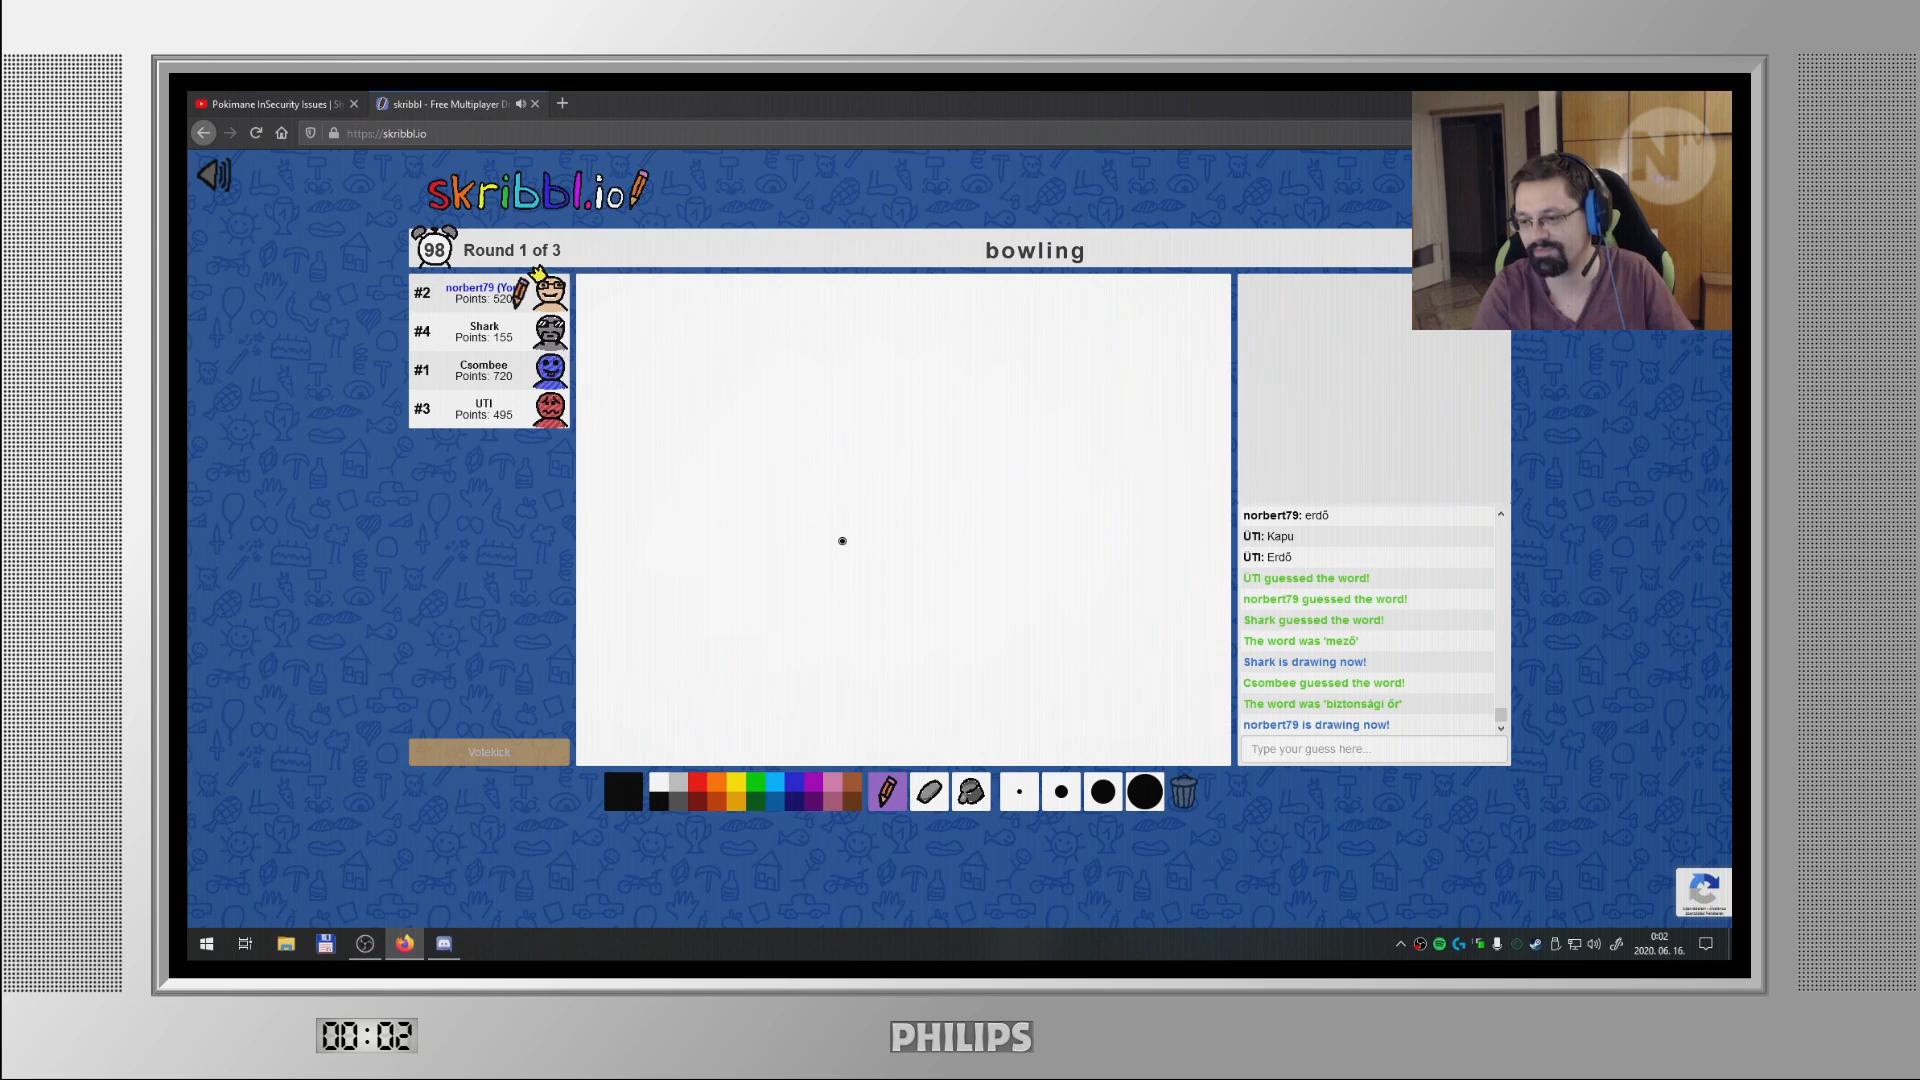 Pokimane InSecurity Issues | Sh
skribbl - Free Multiplayer Dr
https://skribbl.io
skribbl.io
98
Round 1 of 3
bowling
#2
norbert79 (You
Points: 520
#4
Shark
Points: 155
#1
Csombee
Points: 720
#3
ÜTI
Points: 495
norbert79: erdő
ÜTI: Kapu
ÜTI: Erdő
ÜTI guessed the word!
norbert79 guessed the word!
Shark guessed the word!
The word was 'mező'
Shark is drawing now!
Csombee guessed the word!
The word was 'biztonsági őr'
norbert79 is drawing now!
Type your guess here...
Votekick
0:02
2020. 06. 16.
00:02
PHILIPS